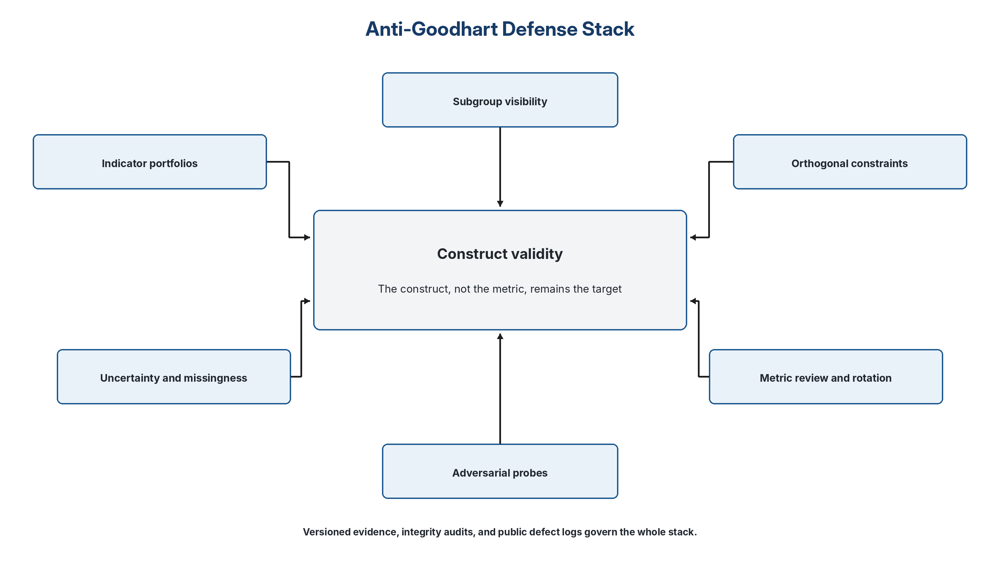 Anti-Goodhart Defense Stack
Subgroup visibility
Indicator portfolios
Orthogonal constraints
Construct validity
The construct, not the metric, remains the target
Uncertainty and missingness
Metric review and rotation
Adversarial probes
Versioned evidence, integrity audits, and public defect logs govern the whole stack.